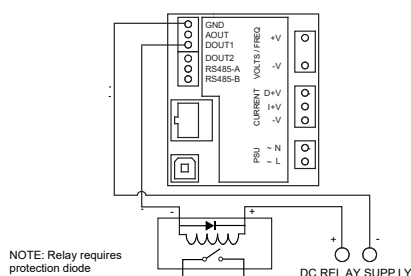 GND
AOUT
DOUT1
DOUT2
RS485-A
RS485-B
VOLTS / FREQ
+V
-V
CURRENT
D+V
I+V
-V
PSU
~ N
~ L
- +
+ -
NOTE: Relay requires
protection diode
DC RELAY SUPPLY